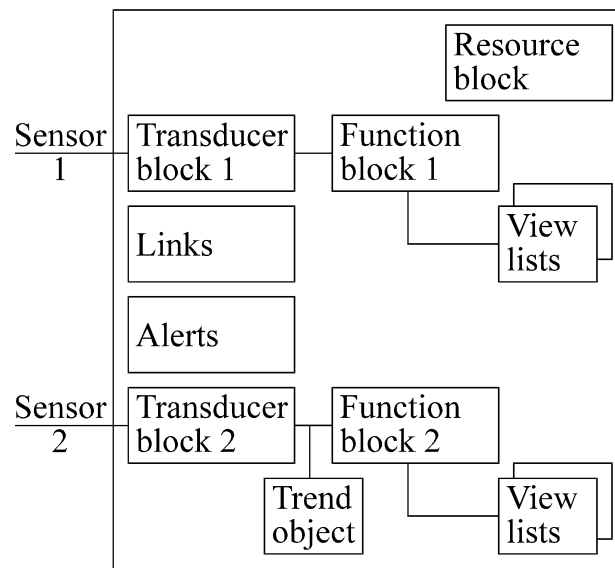 Resource
block
Sensor
1
Transducer
block 1
Function
block 1
View
lists
Links
Alerts
Sensor
2
Transducer
block 2
Function
block 2
Trend
object
View
lists